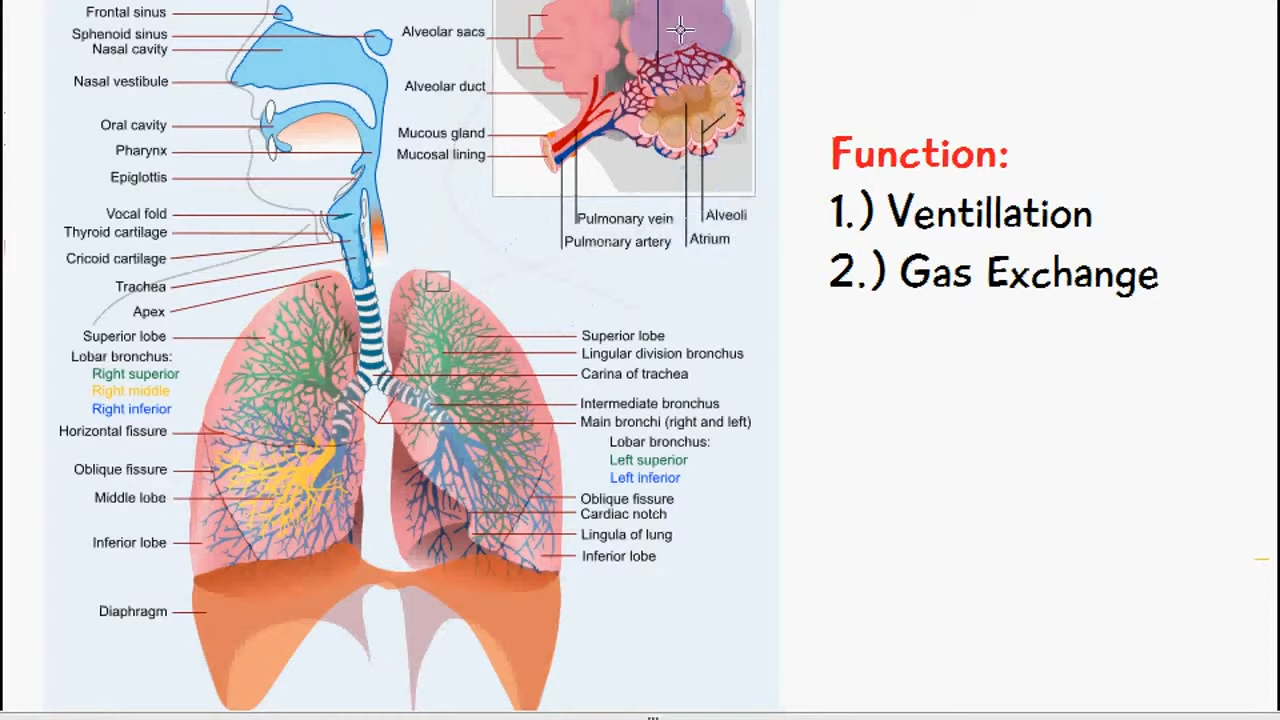 Frontal sinus
Sphenoid sinus
Nasal cavity
Nasal vestibule
Oral cavity
Pharynx
Epiglottis
Vocal fold
Thyroid cartilage
Cricoid cartilage
Trachea
Apex
Superior lobe
Lobar bronchus:
Right superior
Right middle
Right inferior
Horizontal fissure
Oblique fissure
Middle lobe
Inferior lobe
Diaphragm
Alveolar sacs
Alveolar duct
Mucous gland
Mucosal lining
Pulmonary vein
Pulmonary artery
Alveoli
Atrium
Superior lobe
Lingular division bronchus
Carina of trachea
Intermediate bronchus
Main bronchi (right and left)
Lobar bronchus:
Left superior
Left inferior
Oblique fissure
Cardiac notch
Lingula of lung
Inferior lobe
Function:
1.) Ventillation
2.) Gas Exchange